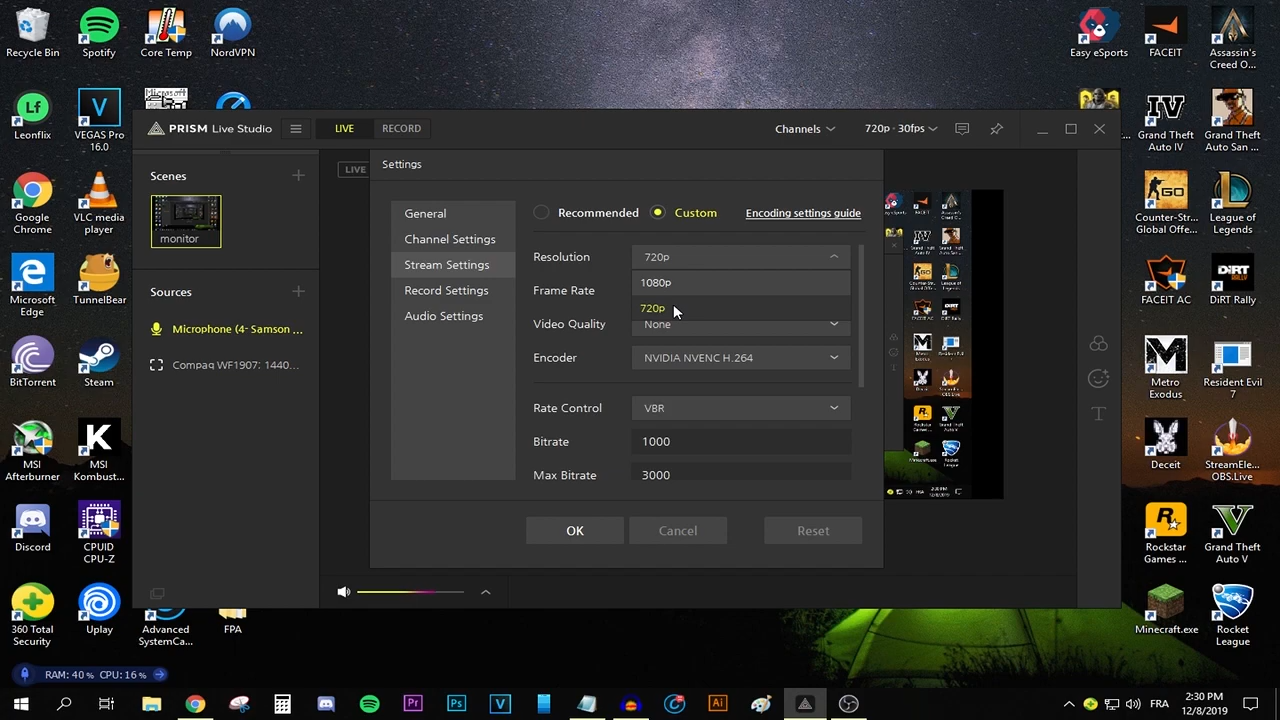 Recycle Bin
Spotify
Core Temp
NordVPN
Easy eSports
FACEIT
Assassin's
Creed O...
Leonflix
VEGAS Pro
16.0
Microsoft
Grand Theft
Auto IV
Grand Theft
Auto San ...
PRISM Live Studio
LIVE
RECORD
Channels
720p · 30fps
Scenes
monitor
Sources
Microphone (4- Samson ...
Compaq WF1907; 1440...
LIVE
Settings
General
Channel Settings
Stream Settings
Record Settings
Audio Settings
Recommended
Custom
Encoding settings guide
Resolution
720p
1080p
720p
Frame Rate
Video Quality
None
Encoder
NVIDIA NVENC H.264
Rate Control
VBR
Bitrate
1000
Max Bitrate
3000
OK
Cancel
Reset
Google
Chrome
VLC media
player
Counter-Str...
Global Offe...
League of
Legends
Microsoft
Edge
TunnelBear
FACEIT AC
DiRT Rally
BitTorrent
Steam
Metro
Exodus
Resident Evil
7
MSI
Afterburner
MSI
Kombust...
Deceit
StreamEle...
OBS.Live
Discord
CPUID
CPU-Z
Rockstar
Games ...
Grand Theft
Auto V
360 Total
Security
Uplay
Advanced
SystemCa...
FPA
Minecraft.exe
Rocket
League
RAM: 40 % CPU: 16 %
FRA
2:30 PM
12/8/2019